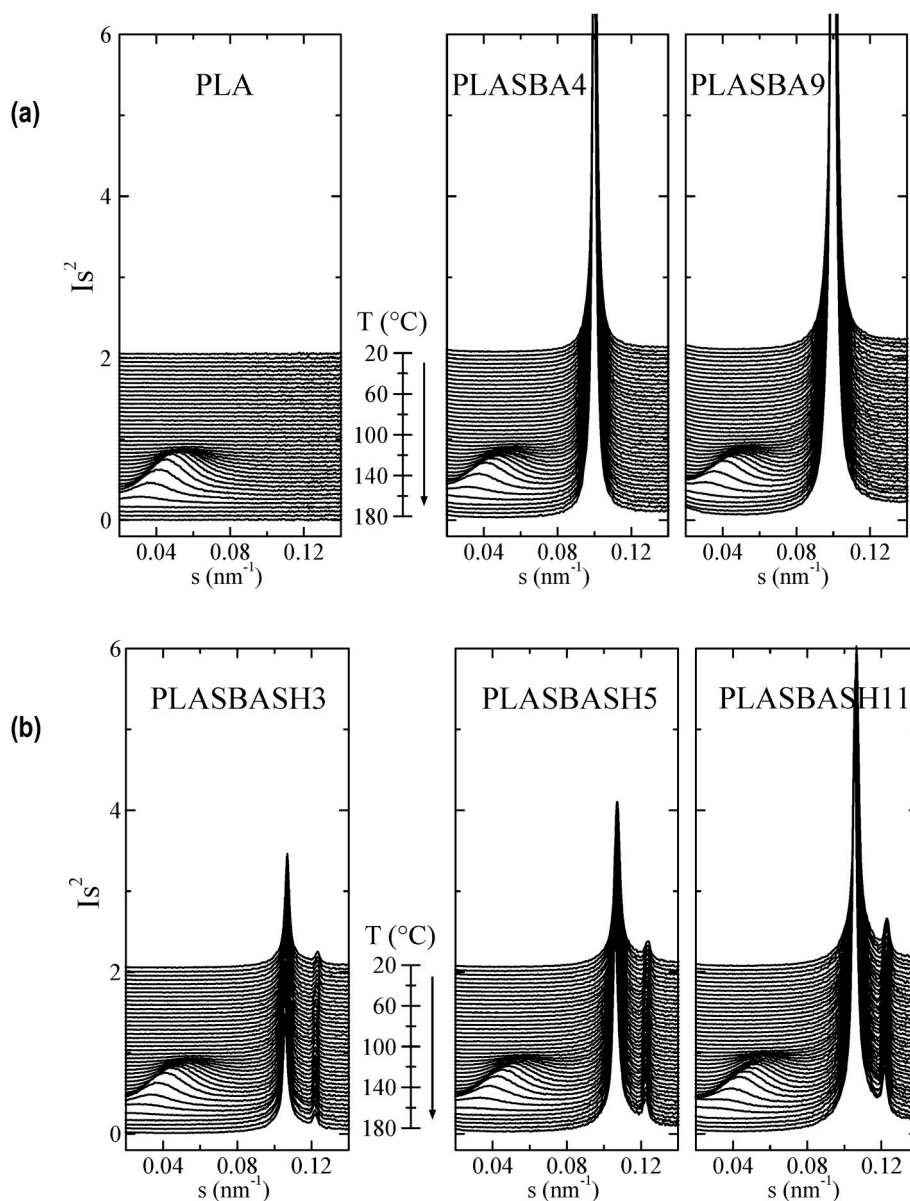 (a)
PLA
PLASBA4
PLASBA9
6
4
2
0
Is²
T (°C)
20
60
100
140
180
0.04 0.08 0.12
s (nm⁻¹)
0.04 0.08 0.12
s (nm⁻¹)
0.04 0.08 0.12
s (nm⁻¹)
(b)
PLASBASH3
PLASBASH5
PLASBASH11
6
4
2
0
Is²
T (°C)
20
60
100
140
180
0.04 0.08 0.12
s (nm⁻¹)
0.04 0.08 0.12
s (nm⁻¹)
0.04 0.08 0.12
s (nm⁻¹)